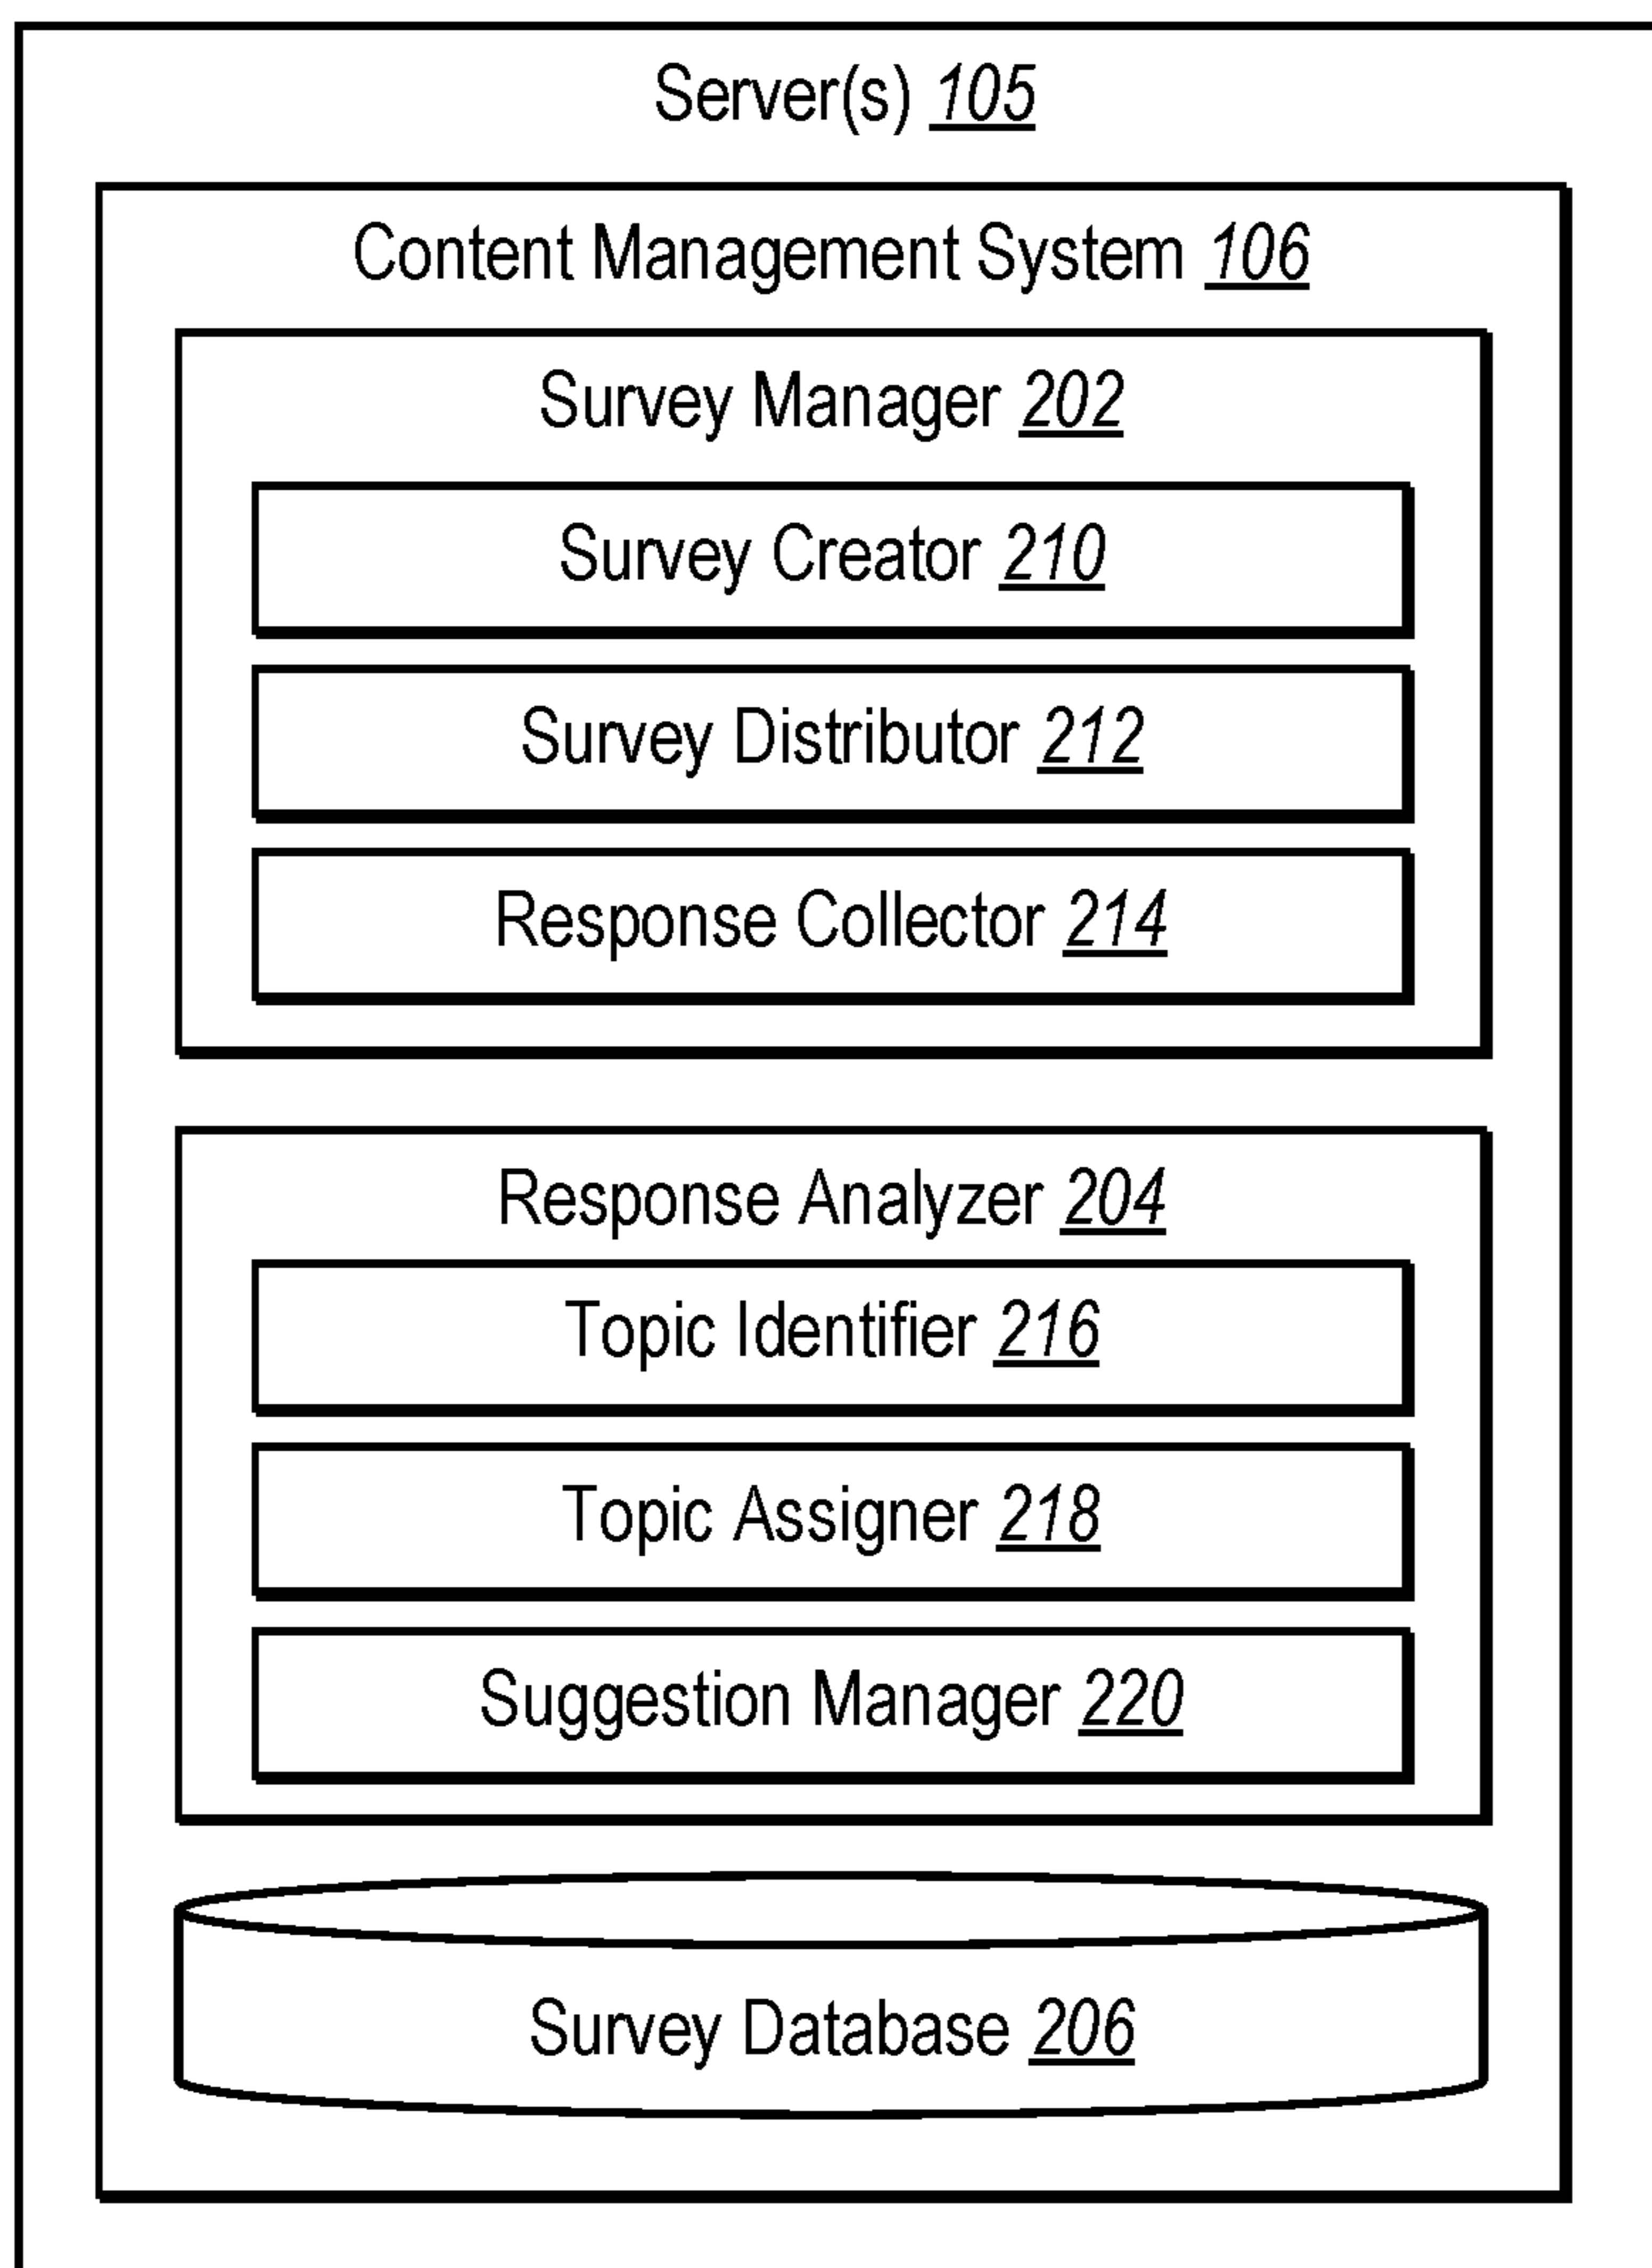 Server(s) 105
Content Management System 106
Survey Manager 202
Survey Creator 210
Survey Distributor 212
Response Collector 214
Response Analyzer 204
Topic Identifier 216
Topic Assigner 218
Suggestion Manager 220
Survey Database 206